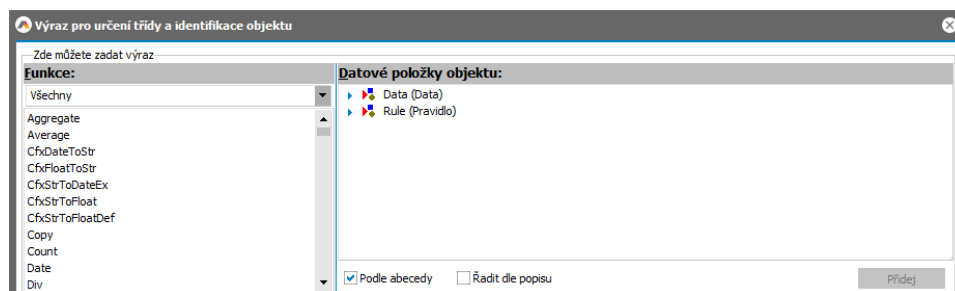 Výraz pro určení třídy a identifikace objektu
Zde můžete zadat výraz
Funkce:
Všechny
Aggregate
Average
CfxDateToStr
CfxFloatToStr
CfxStrToDateEx
CfxStrToFloat
CfxStrToFloatDef
Copy
Count
Date
Div
Datové položky objektu:
Data (Data)
Rule (Pravidlo)
Podle abecedy
Řadit dle popisu
Přidej